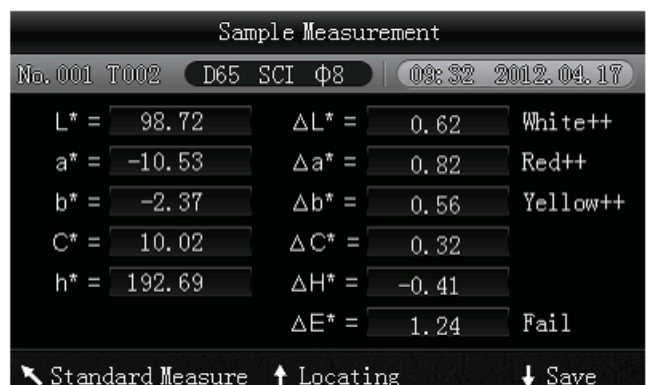 Sample Measurement
No. 001 T002 D65 SCI Φ8 09:32 2012.04.17
L* = 98.72 ΔL* = 0.62 White++
a* = -10.53 Δa* = 0.82 Red++
b* = -2.37 Δb* = 0.56 Yellow++
C* = 10.02 ΔC* = 0.32
h* = 192.69 ΔH* = -0.41
ΔE* = 1.24 Fail
Standard Measure Locating Save